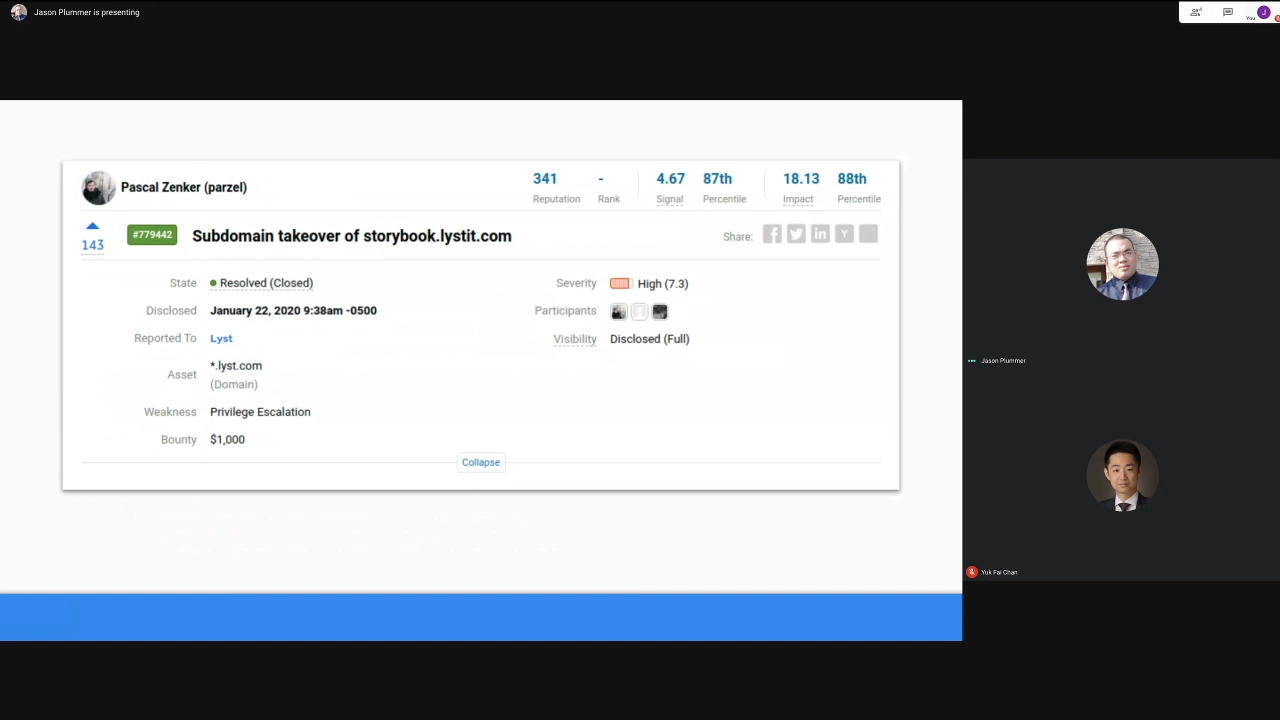 Jason Plummer is presenting
4
You
J
Pascal Zenker (parzel)
341
Reputation
-
Rank
4.67
Signal
87th
Percentile
18.13
Impact
88th
Percentile
143
#779442
Subdomain takeover of storybook.lystit.com
Share:
State
Resolved (Closed)
Severity
High (7.3)
Disclosed
January 22, 2020 9:38am -0500
Participants
Reported To
Lyst
Visibility
Disclosed (Full)
Asset
*.lyst.com
(Domain)
Weakness
Privilege Escalation
Bounty
$1,000
Collapse
Jason Plummer
Yuk Fai Chan